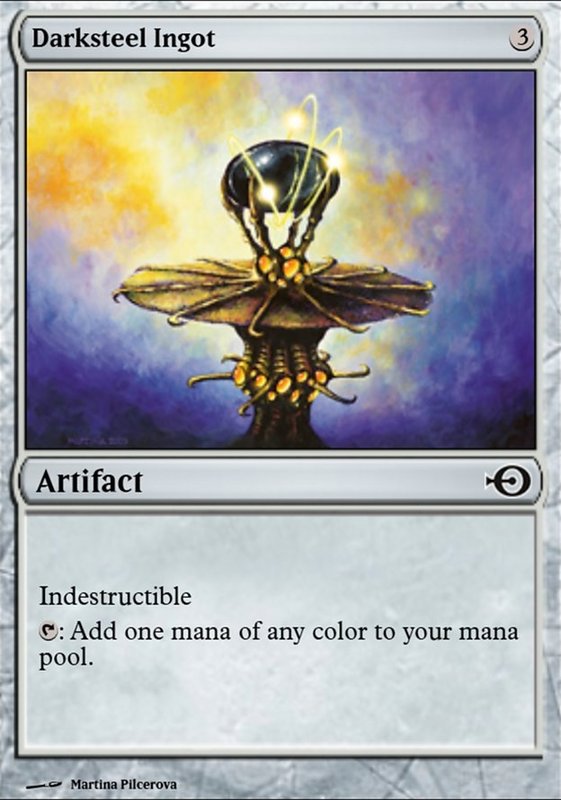 Darksteel Ingot 3
Artifact
Indestructible
: Add one mana of any color to your mana
pool.
Martina Pilcerova